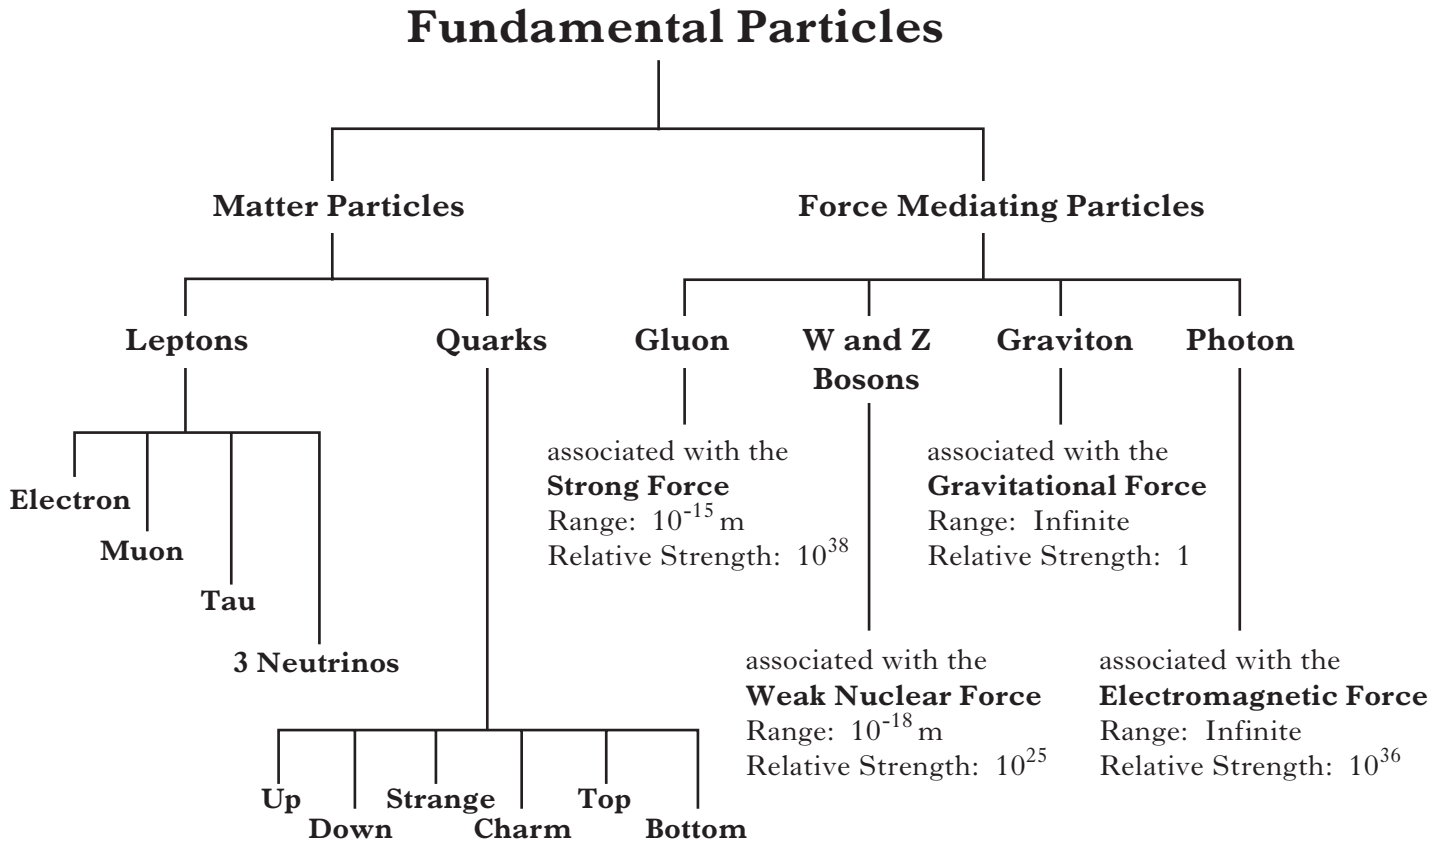 Fundamental Particles
Matter Particles
Force Mediating Particles
Leptons
Quarks
Gluon
W and Z
Bosons
Graviton
Photon
Electron
Muon
Tau
3 Neutrinos
associated with the
Strong Force
Range: 10^-15 m
Relative Strength: 10^38
associated with the
Gravitational Force
Range: Infinite
Relative Strength: 1
associated with the
Weak Nuclear Force
Range: 10^-18 m
Relative Strength: 10^25
associated with the
Electromagnetic Force
Range: Infinite
Relative Strength: 10^36
Up
Down
Strange
Charm
Top
Bottom